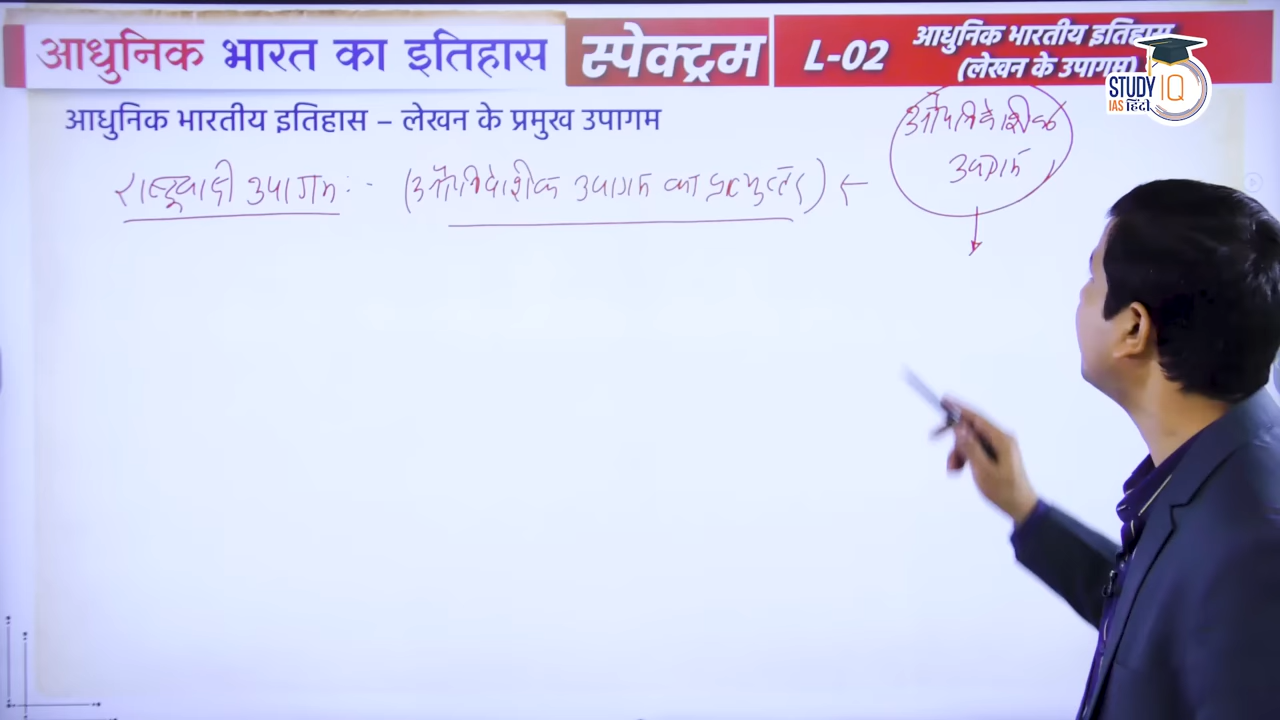 आधुनिक भारत का इतिहास
स्पेक्ट्रम
L-02
आधुनिक भारतीय इतिहास
(लेखन के उपागम)
STUDY IQ
IAS हिंदी
आधुनिक भारतीय इतिहास – लेखन के प्रमुख उपागम
औपनिवेशिक
उपागम
राष्ट्रवादी उपागम :- (औपनिवेशिक उपागम का प्रत्युत्तर) ←